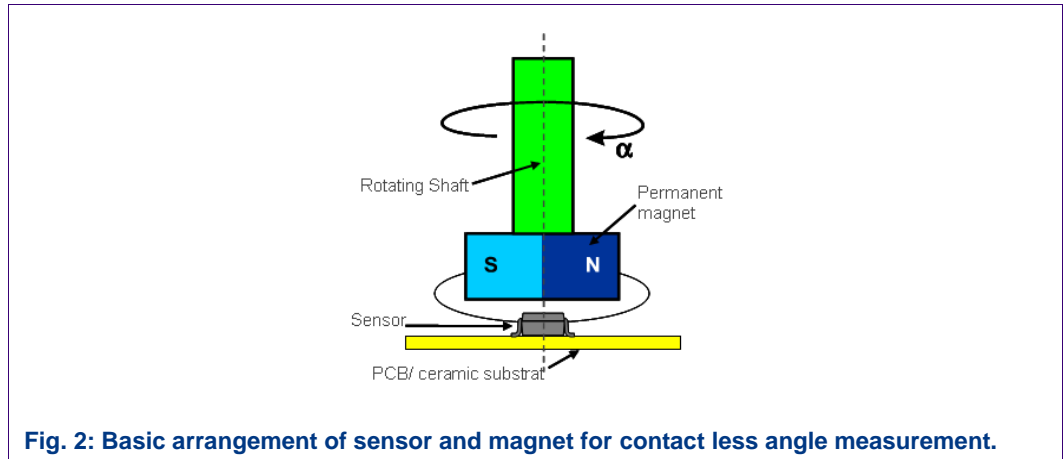 α
Rotating Shaft
Permanent
magnet
S
N
Sensor
PCB/ ceramic substrat
Fig. 2: Basic arrangement of sensor and magnet for contact less angle measurement.